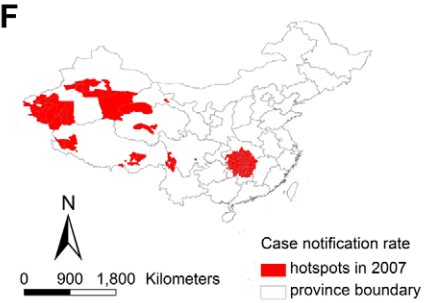 F
N
0 900 1,800 Kilometers
Case notification rate
hotspots in 2007
province boundary